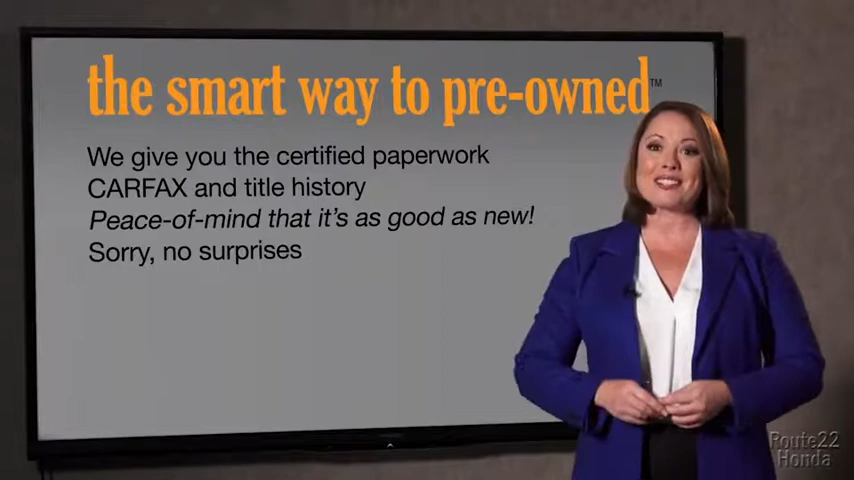 the smart way to pre-owned™
We give you the certified paperwork
CARFAX and title history
Peace-of-mind that it's as good as new!
Sorry, no surprises
Route22
Honda